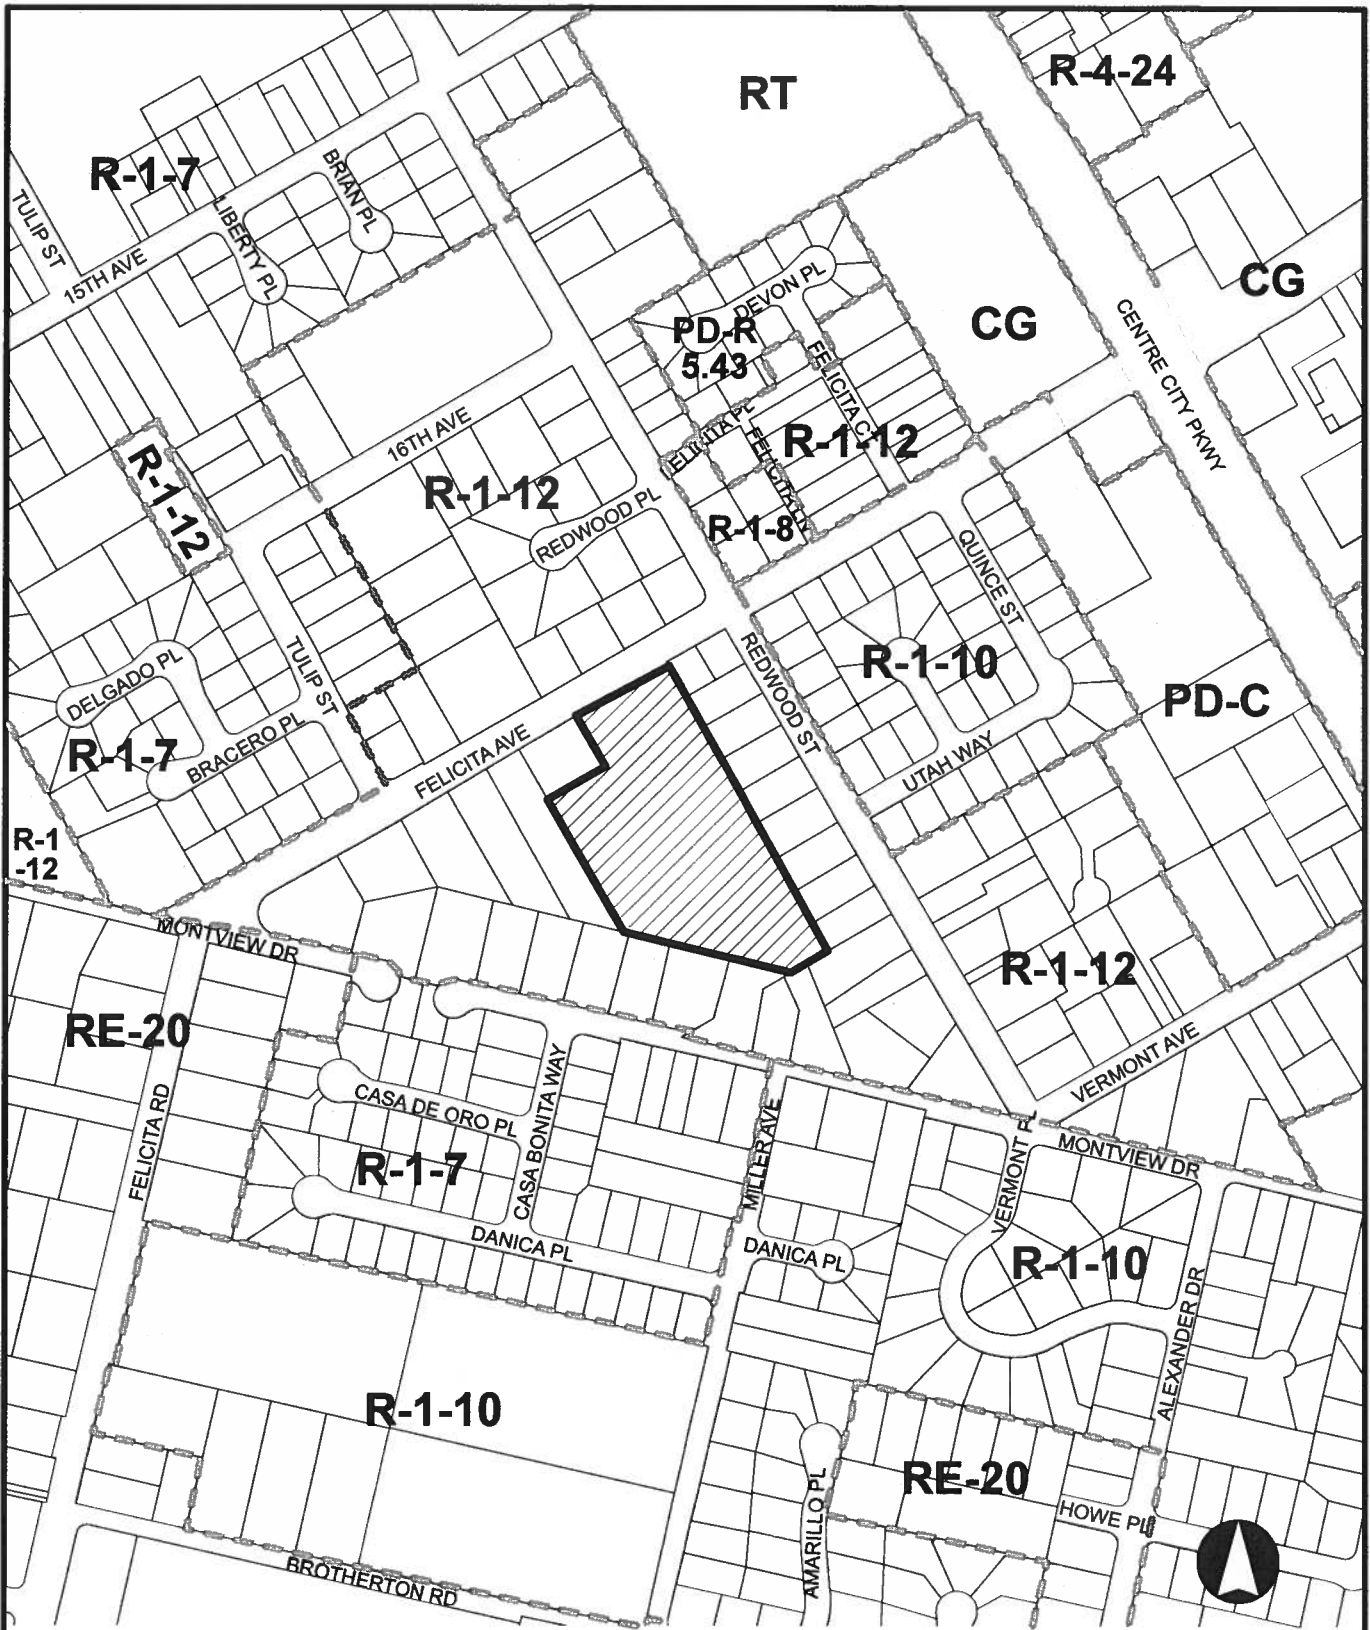 RT
R-4-24
R-1-7
BRIAN PL
TULIP ST
LIBERTY PL
15TH AVE
DEVON PL
CG
CG
PD-R
5.43
CENTRE CITY PKWY
FELICITA CT
16TH AVE
ELICITA PL
FELICITA LN
R-1-12
R-1-12
R-1-12
REDWOOD PL
R-1-8
QUINCE ST
R-1-10
DELGADO PL
TULIP ST
REDWOOD ST
PD-C
R-1-7
BRACERO PL
FELICITA AVE
UTAH WAY
R-1
-12
MONTVIEW DR
R-1-12
RE-20
VERMONT AVE
CASA DE ORO PL
CASA BONITA WAY
FELICITA RD
MILLER AVE
VERMONT PL
MONTVIEW DR
R-1-7
DANICA PL
DANICA PL
R-1-10
ALEXANDER DR
R-1-10
RE-20
HOWE PL
AMARILLO PL
BROTHERTON RD